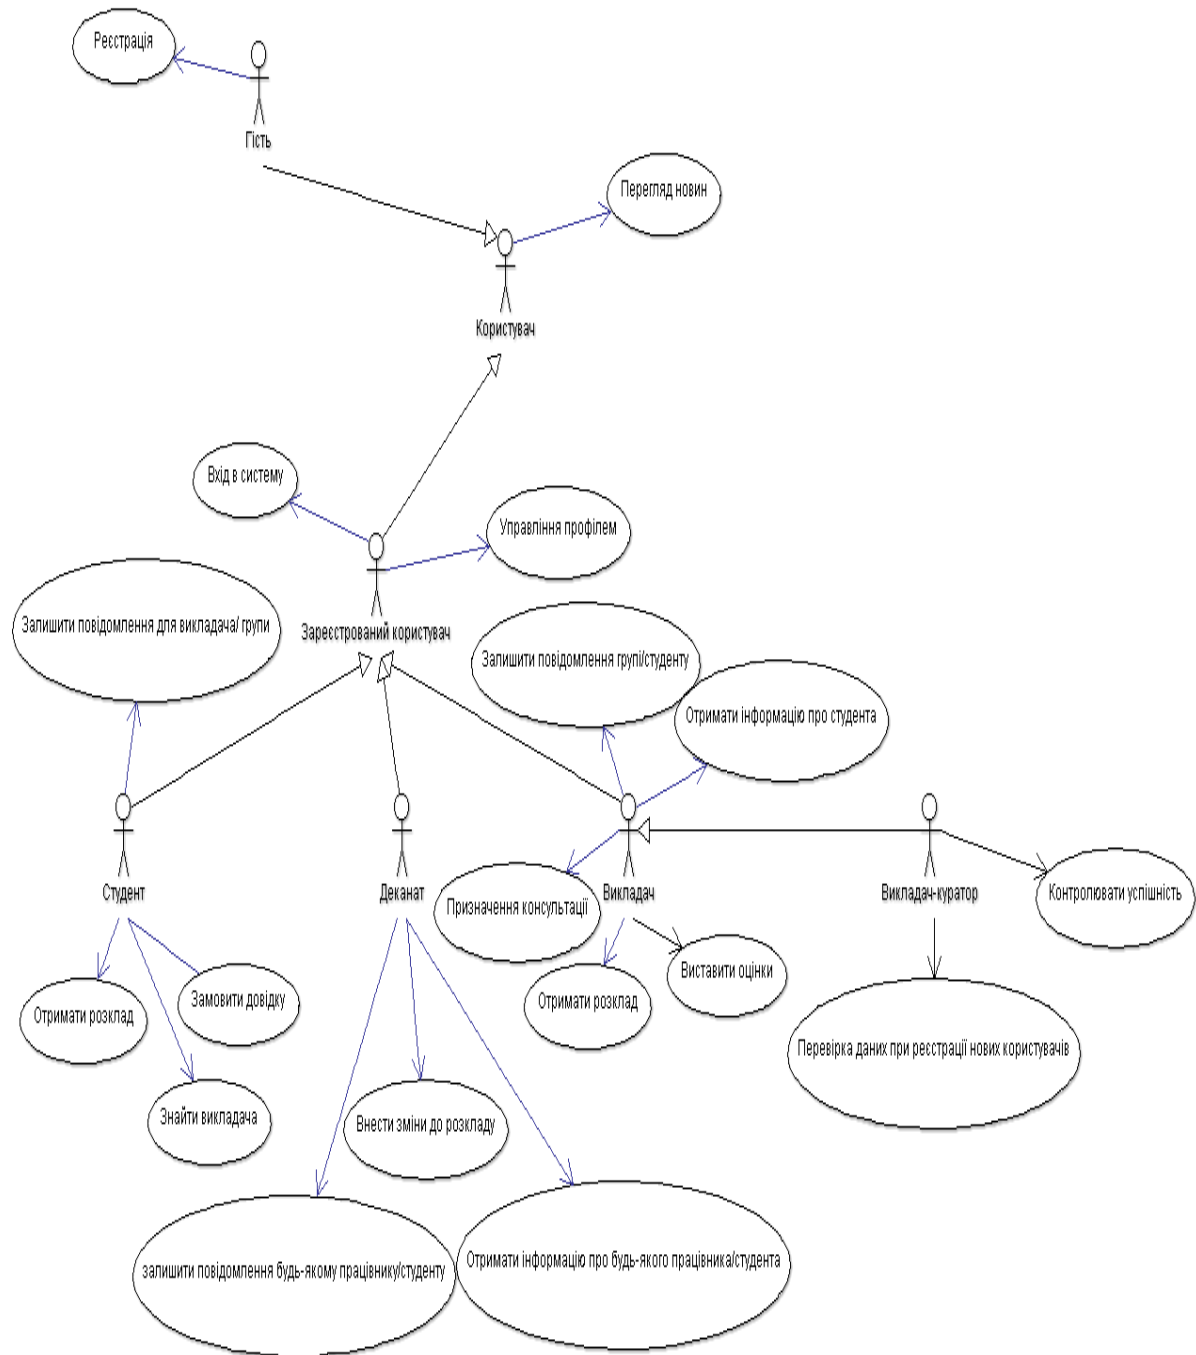 Реєстрація
Гість
Перегляд новин
Користувач
Вхід в систему
Управління профілем
Залишити повідомлення для викладача/ групи
Зареєстрований користувач
Залишити повідомлення групі/студенту
Отримати інформацію про студента
Студент
Деканат
Викладач
Викладач-куратор
Контролювати успішність
Призначення консультації
Виставити оцінки
Замовити довідку
Отримати розклад
Отримати розклад
Перевірка даних при реєстрації нових користувачів
Знайти викладача
Внести зміни до розкладу
залишити повідомлення будь-якому працівнику/студенту
Отримати інформацію про будь-якого працівника/студента